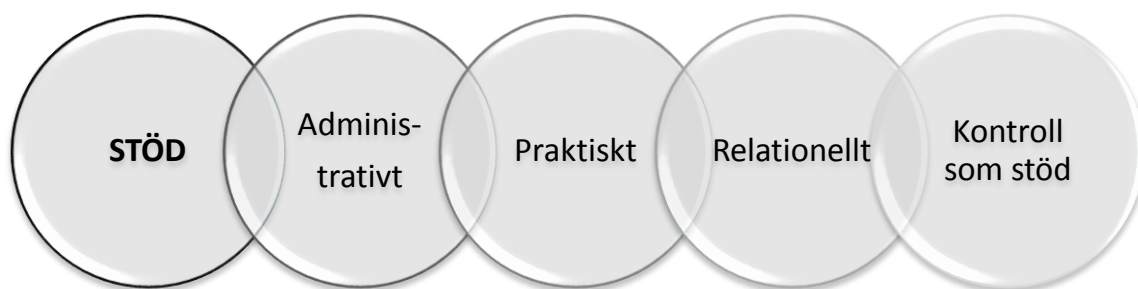 STÖD
Adminis-
trativt
Praktiskt
Relationellt
Kontroll
som stöd